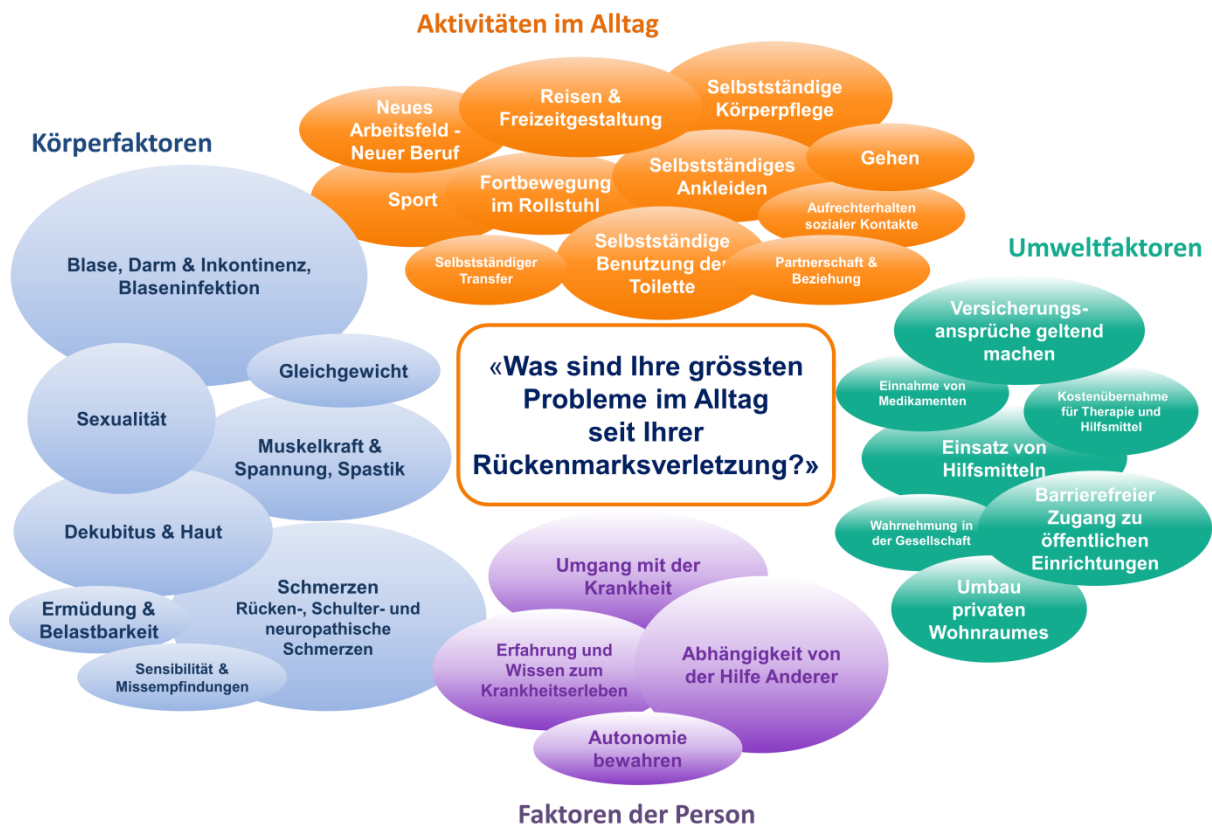 Aktivitäten im Alltag
Neues
Arbeitsfeld -
Neuer Beruf
Reisen &
Freizeitgestaltung
Selbstständige
Körperpflege
Sport
Fortbewegung
im Rollstuhl
Selbstständiges
Ankleiden
Gehen
Aufrechterhalten
sozialer Kontakte
Selbstständiger
Transfer
Selbstständige
Benutzung der
Toilette
Partnerschaft &
Beziehung
Körperfaktoren
Blase, Darm & Inkontinenz,
Blaseninfektion
Gleichgewicht
Sexualität
Muskelkraft &
Spannung, Spastik
Dekubitus & Haut
Schmerzen
Rücken-, Schulter- und
neuropathische
Schmerzen
Ermüdung &
Belastbarkeit
Sensibilität &
Missempfindungen
«Was sind Ihre grössten
Probleme im Alltag
seit Ihrer
Rückenmarksverletzung?»
Umweltfaktoren
Versicherungs-
ansprüche geltend
machen
Einnahme von
Medikamenten
Kostenübernahme
für Therapie und
Hilfsmittel
Einsatz von
Hilfsmitteln
Wahrnehmung in
der Gesellschaft
Barrierefreier
Zugang zu
öffentlichen
Einrichtungen
Umbau
privaten
Wohnraumes
Umgang mit der
Krankheit
Erfahrung und
Wissen zum
Krankheitserleben
Abhängigkeit von
der Hilfe Anderer
Autonomie
bewahren
Faktoren der Person